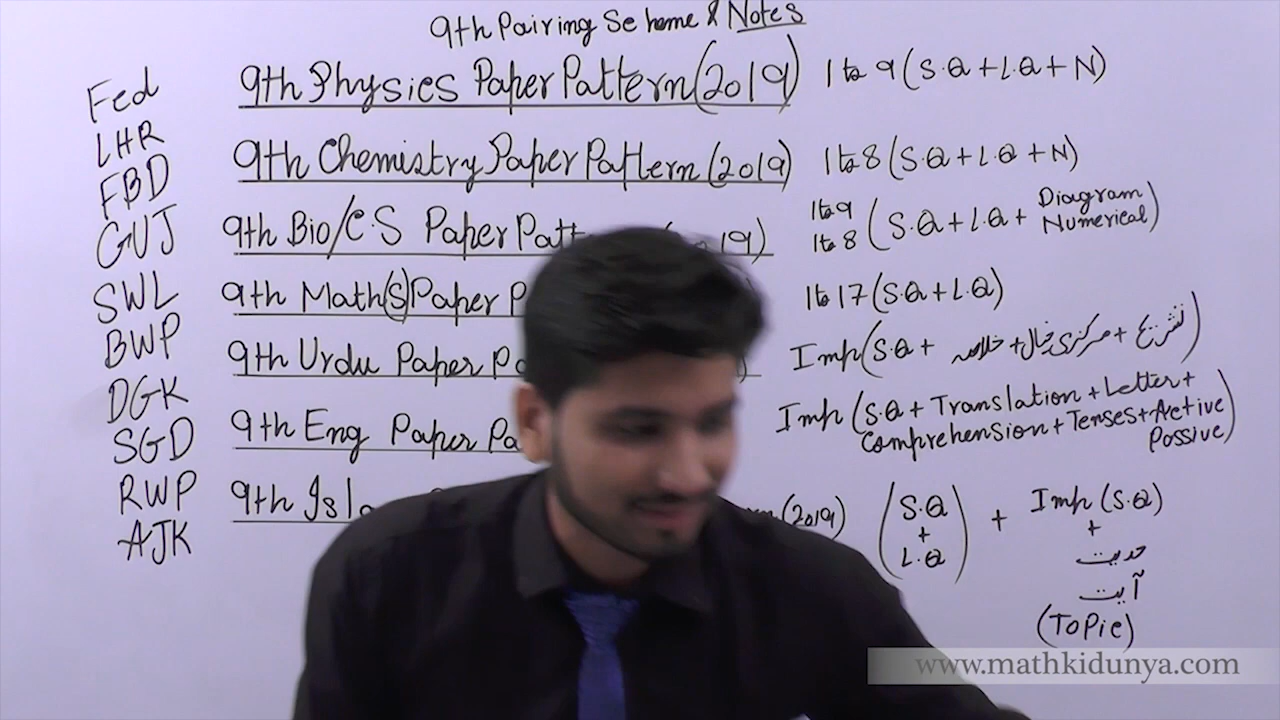 9th Pairing Scheme & Notes
Fed
LHR
FBD
GUJ
SWL
BWP
DGK
SGD
RWP
AJK
9th Physics Paper Pattern (2019) 1 to 9 (S.Q + L.Q + N)
9th Chemistry Paper Pattern (2019) 1 to 8 (S.Q + L.Q + N)
9th Bio/C.S Paper Patt 019) 1 to 9 1 to 8 (S.Q + L.Q + Diagram Numerical)
9th Math(s) Paper P 1 to 17 (S.Q + L.Q)
9th Urdu Paper Pa Imp (S.Q + خلاصہ + مرکزی خیال + تشریح)
9th Eng Paper Pa Imp (S.Q + Translation + Letter + Comprehension + Tenses + Active Possive)
9th Isl (2019) (S.Q + L.Q) + Imp (S.Q)
+
حدیث
آیت
(Topic)
www.mathkidunya.com